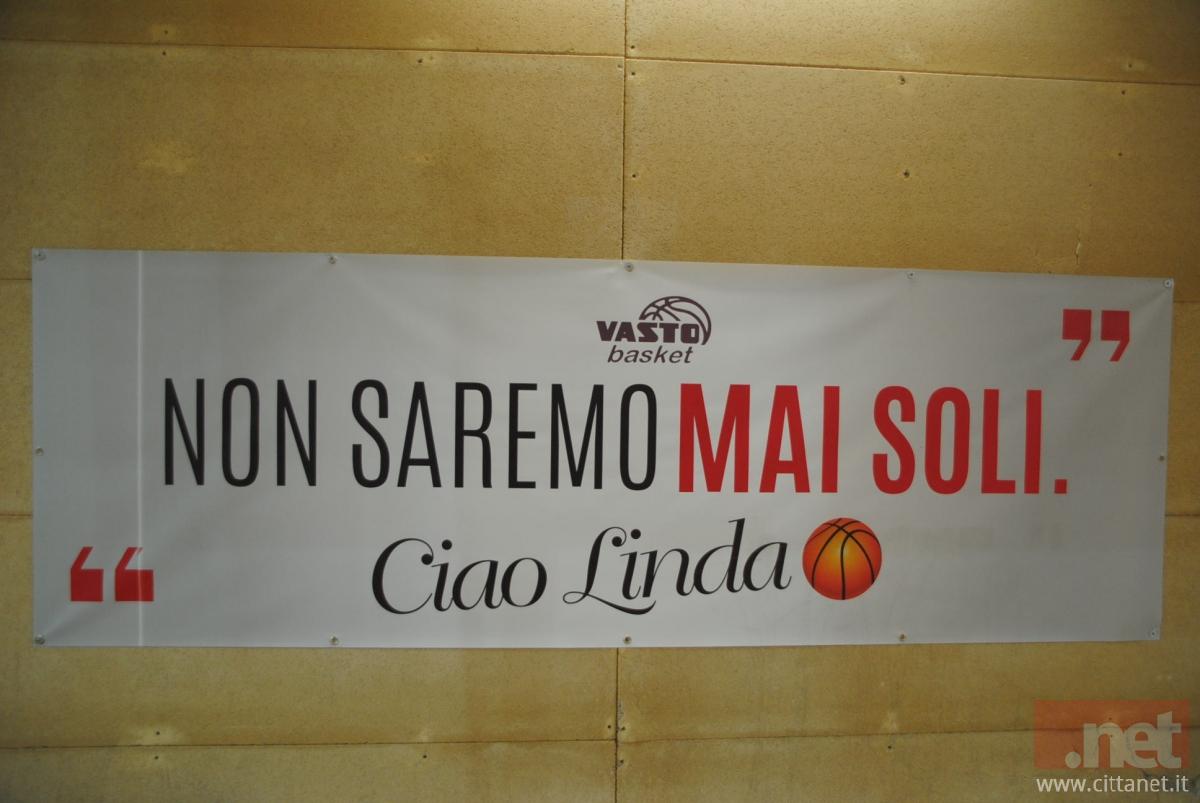 VASTO
basket
”
NON SAREMO MAI SOLI.
“
Ciao Linda
.net
www.cittanet.it